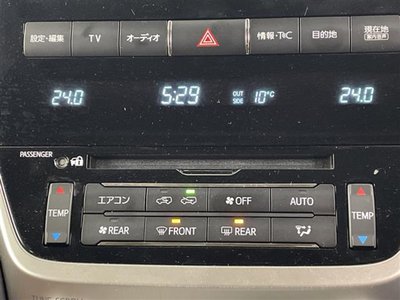 設定・編集 TV オーディオ 情報・TC 目的地 現在地
24.0 5:29 OUT SIDE 10°C 24.0
PASSENGER
エアコン OFF AUTO
TEMP TEMP
REAR FRONT REAR